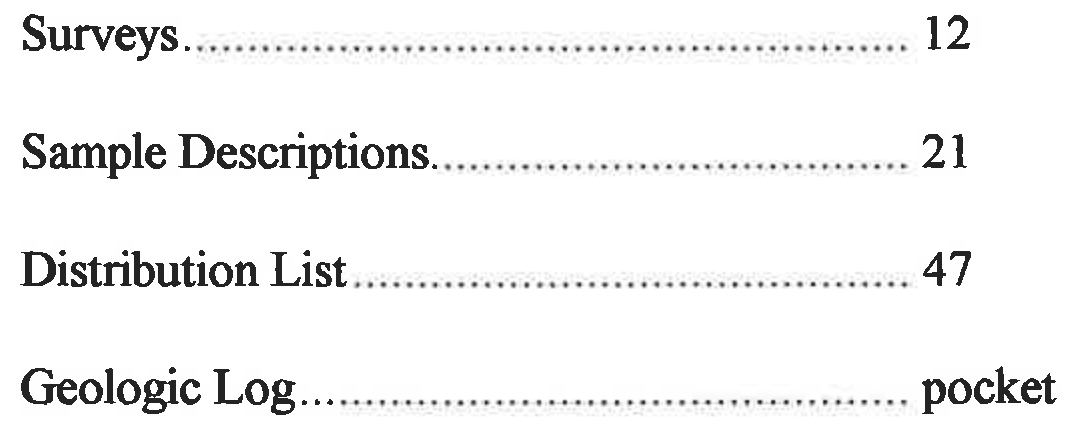 Surveys............................................................ 12
Sample Descriptions........................................ 21
Distribution List................................................ 47
Geologic Log.................................................... pocket